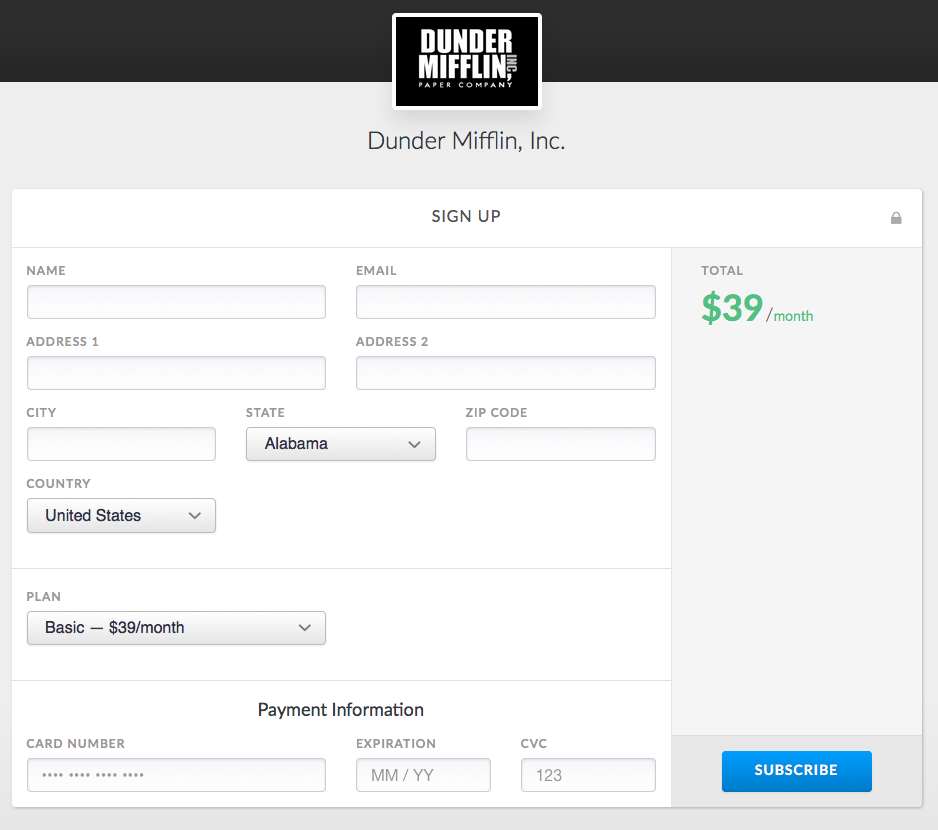 DUNDER
MIFFLIN, INC
PAPER COMPANY
Dunder Mifflin, Inc.
SIGN UP
NAME
EMAIL
ADDRESS 1
ADDRESS 2
CITY
STATE
ZIP CODE
Alabama
COUNTRY
United States
PLAN
Basic — $39/month
Payment Information
CARD NUMBER
EXPIRATION
CVC
•••• •••• •••• ••••
MM / YY
123
TOTAL
$39 /month
SUBSCRIBE